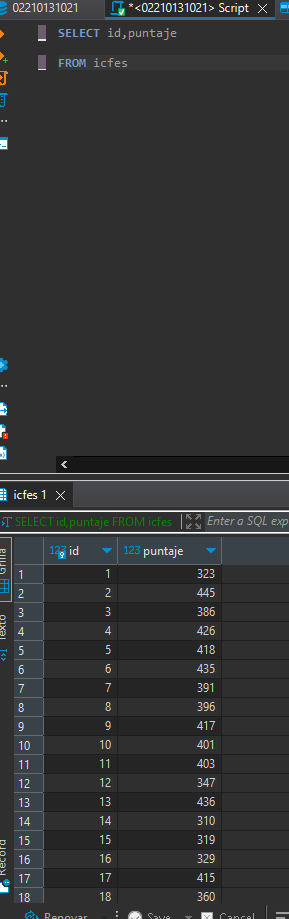 02210131021
*<02210131021> Script
SELECT id,puntaje
FROM icfes
icfes 1
SELECT id,puntaje FROM icfes
Enter a SQL exp
Grilla
Texto
Record
123 id
123 puntaje
1 1 323
2 2 445
3 3 386
4 4 426
5 5 418
6 6 435
7 7 391
8 8 396
9 9 417
10 10 401
11 11 403
12 12 347
13 13 436
14 14 310
15 15 319
16 16 329
17 17 415
18 18 360
Renovar
Save
Cancel